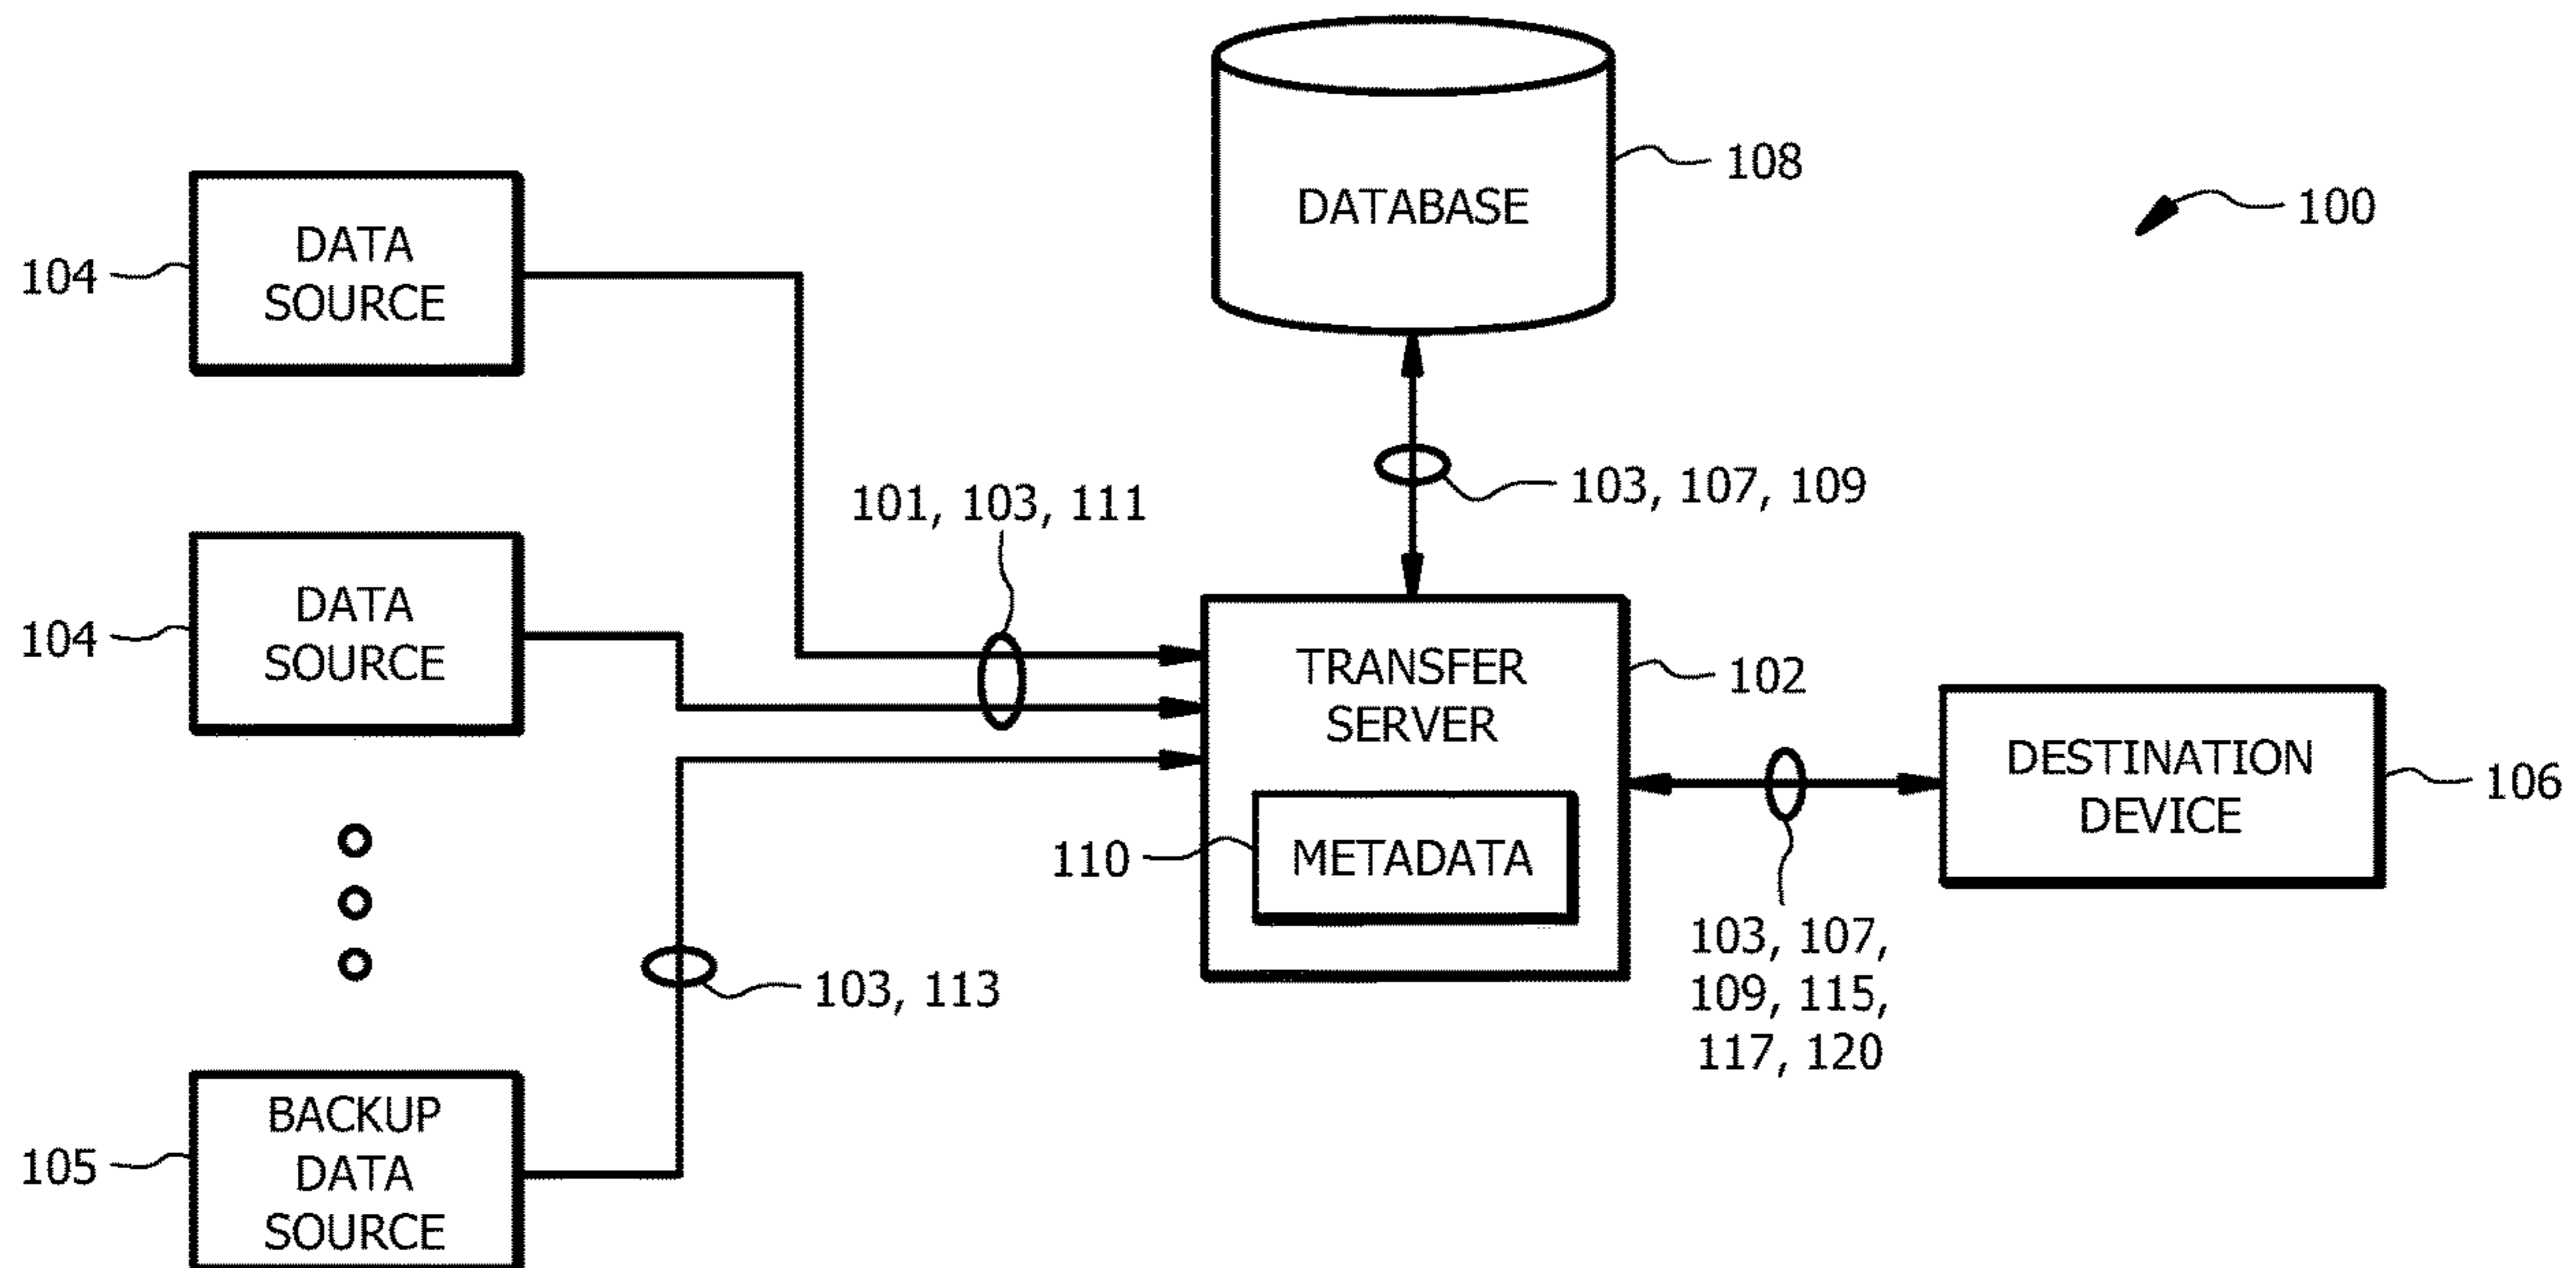 108
DATABASE
100
104
DATA
SOURCE
101, 103, 111
103, 107, 109
104
DATA
SOURCE
TRANSFER
SERVER
102
110
METADATA
DESTINATION
DEVICE
106
103, 107,
109, 115,
117, 120
103, 113
105
BACKUP
DATA
SOURCE